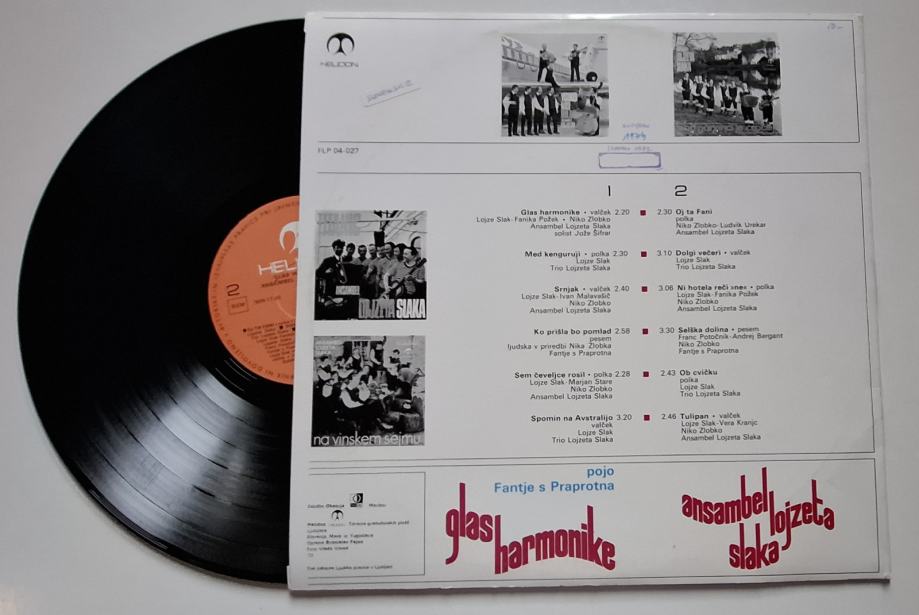 HELIDON
FLP 04-027
1
2
Glas harmonike • valček 2.20
Lojze Slak-Fanika Požek • Niko Zlobko
Ansambel Lojzeta Slaka
solist Jože Šifrar
Med kenguruji • polka 2.30
Lojze Slak
Trio Lojzeta Slaka
Srnjak • valček 2.40
Lojze Slak-Ivan Malavašič
Niko Zlobko
Ansambel Lojzeta Slaka
Ko prišla bo pomlad 2.58
pesem
ljudska v priredbi Nika Zlobka
Fantje s Praprotna
Sem čeveljce rosil • polka 2.28
Lojze Slak-Marjan Stare
Niko Zlobko
Ansambel Lojzeta Slaka
Spomin na Avstralijo 3.20
valček
Lojze Slak
Trio Lojzeta Slaka
2.30 Oj ta Fani
polka
Niko Zlobko-Ludvik Urekar
Ansambel Lojzeta Slaka
3.10 Dolgi večeri • valček
Lojze Slak
Trio Lojzeta Slaka
3.06 Ni hotela reči »ne« • polka
Lojze Slak-Fanika Požek
Niko Zlobko
Ansambel Lojzeta Slaka
3.30 Selška dolina • pesem
Franc Potočnik-Andrej Bergant
Niko Zlobko
Fantje s Praprotna
2.43 Ob cvičku
polka
Lojze Slak
Trio Lojzeta Slaka
2.46 Tulipan • valček
Lojze Slak-Vera Kranjc
Niko Zlobko
Ansambel Lojzeta Slaka
ANSAMBEL
LOJZETA SLAKA
na vinskem sejmu
HELIDON
2
pojo
Fantje s Praprotna
glas
harmonike
ansambel
lojzeta
slaka